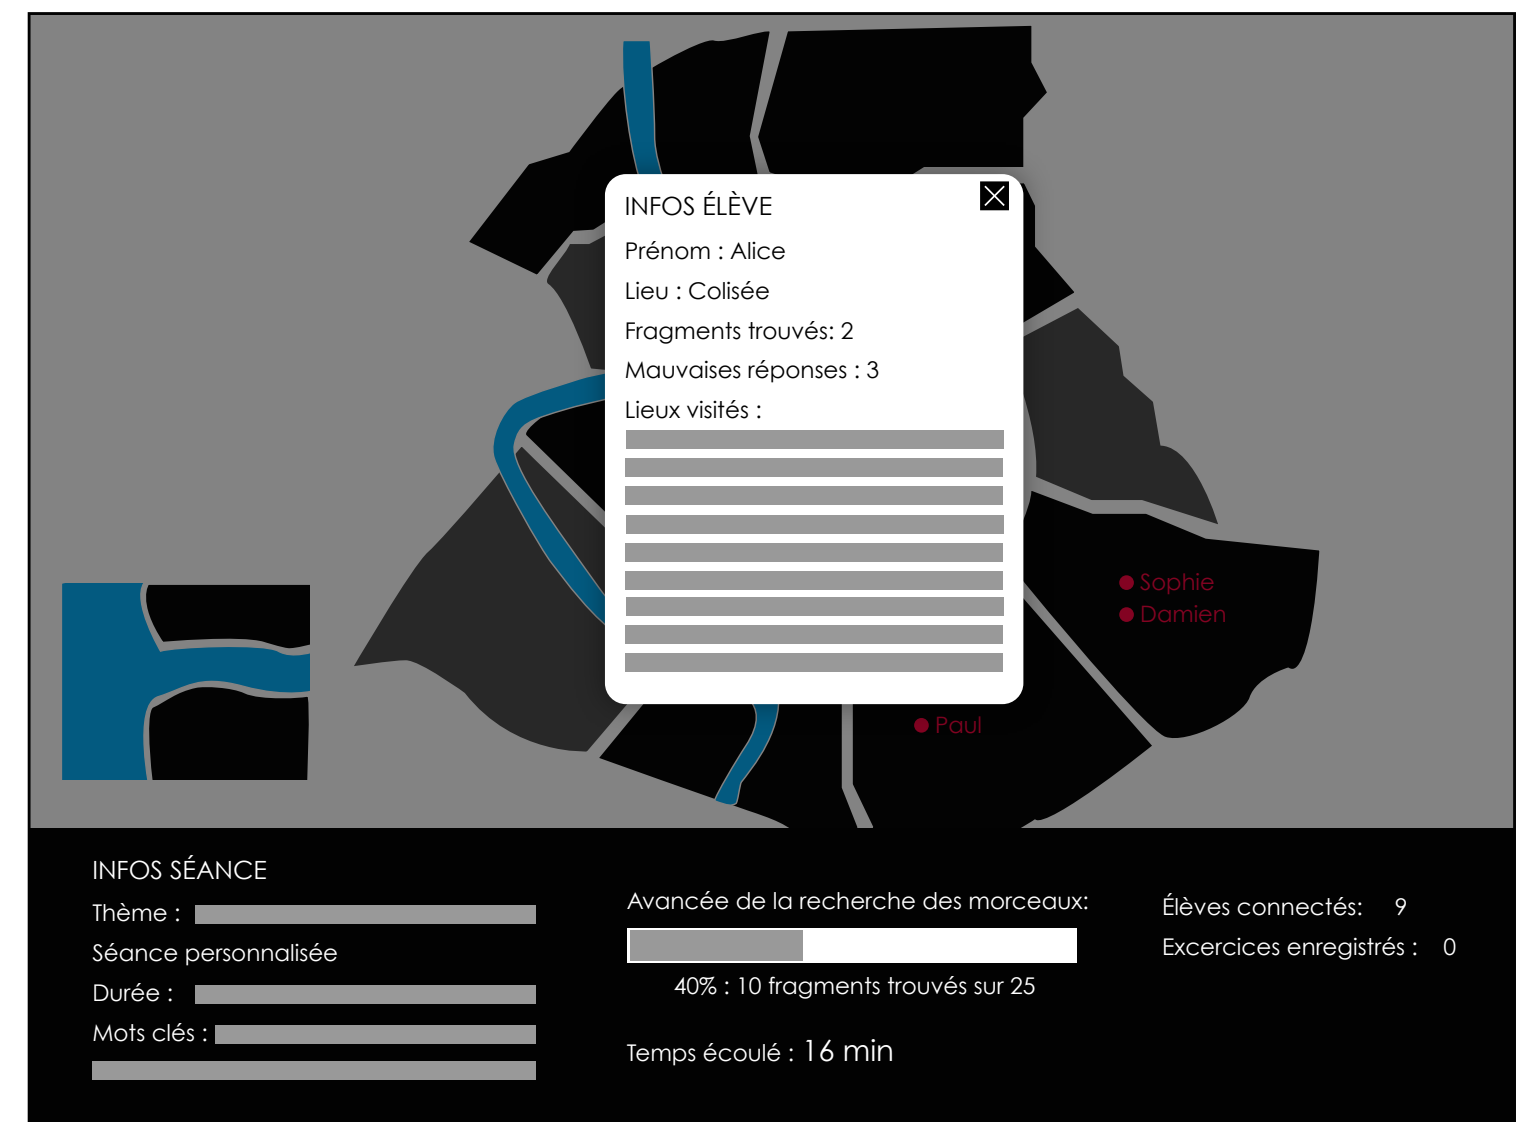 INFOS ÉLÈVE
Prénom : Alice
Lieu : Colisée
Fragments trouvés: 2
Mauvaises réponses : 3
Lieux visités :
Sophie
Damien
Paul
INFOS SÉANCE
Thème :
Séance personnalisée
Durée :
Mots clés :
Avancée de la recherche des morceaux:
40% : 10 fragments trouvés sur 25
Temps écoulé : 16 min
Élèves connectés: 9
Excercices enregistrés : 0